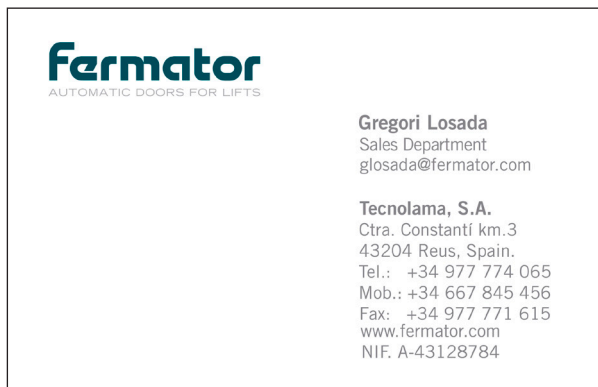 Fermator
AUTOMATIC DOORS FOR LIFTS
Gregori Losada
Sales Department
glosada@fermator.com
Tecnolama, S.A.
Ctra. Constantí km.3
43204 Reus, Spain.
Tel.: +34 977 774 065
Mob.: +34 667 845 456
Fax: +34 977 771 615
www.fermator.com
NIF. A-43128784